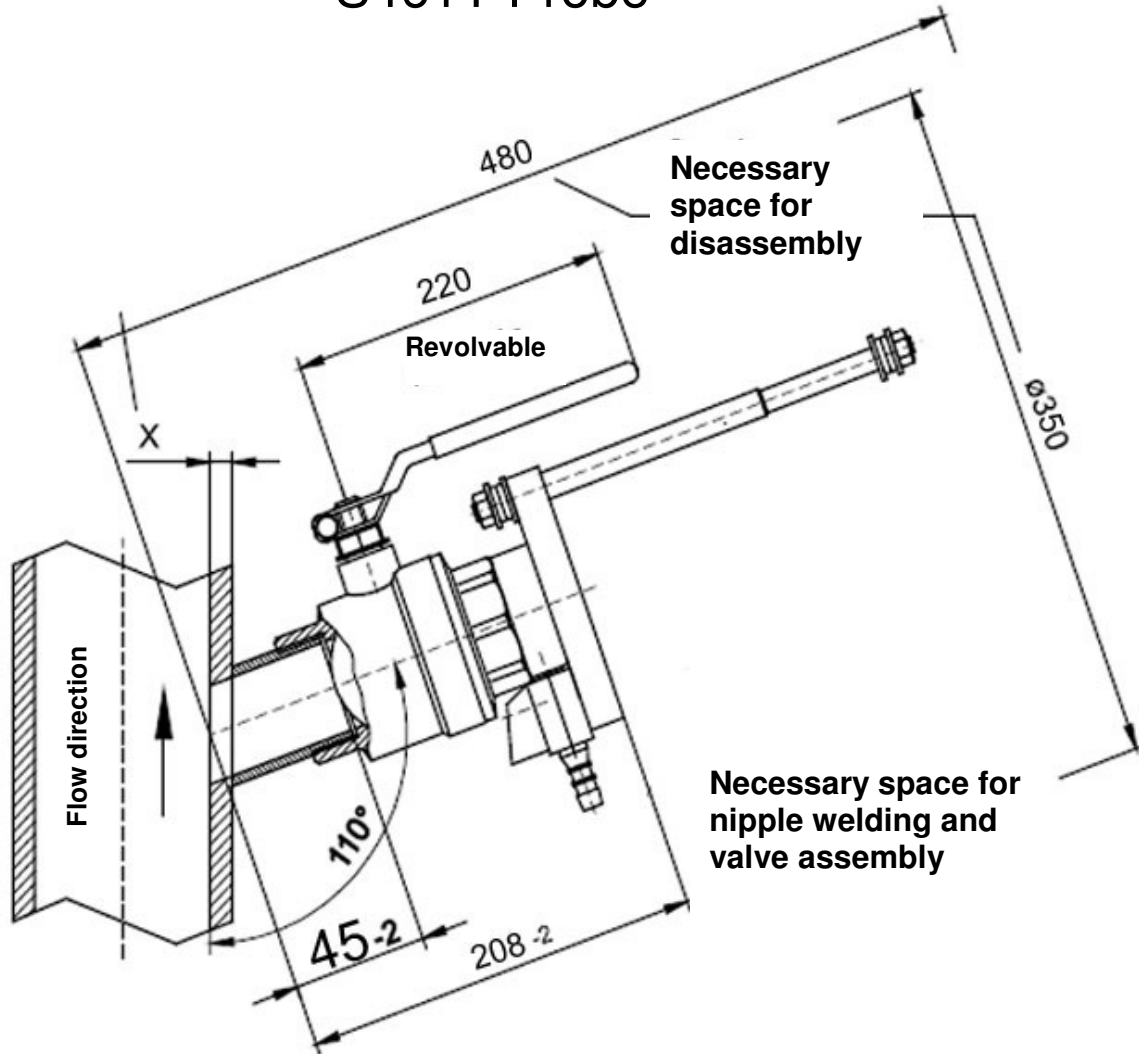 480
Necessary
space for
disassembly
220
Revolvable
ø350
X
Flow direction
110°
45-2
208 -2
Necessary space for
nipple welding and
valve assembly